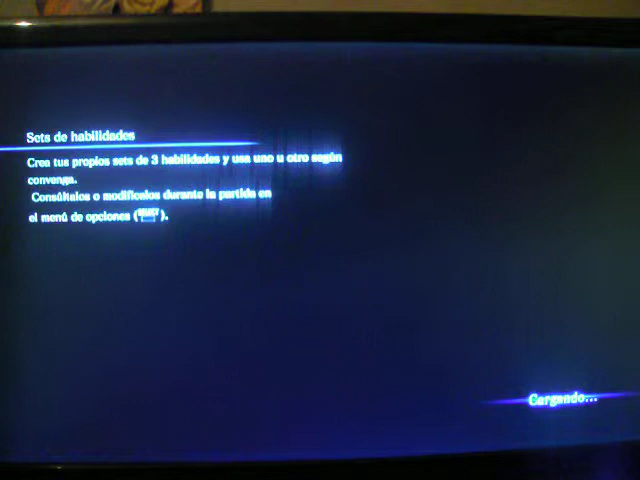 Sets de habilidades
Crea tus propios sets de 3 habilidades y usa uno u otro según
convenga.
Consúltalos o modifícalos durante la partida en
el menú de opciones (SELECT).
Cargando...